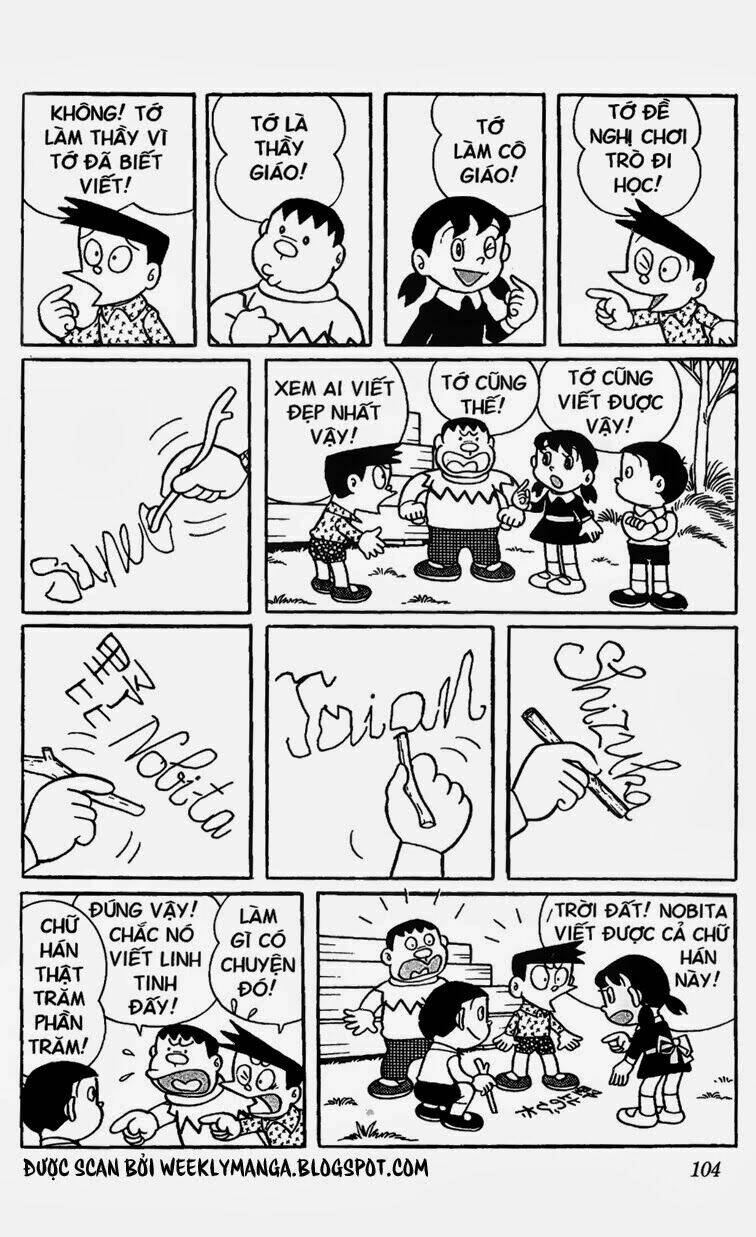 TỚ ĐỀ
NGHỊ CHƠI
TRÒ ĐI
HỌC!
TỚ
LÀM CÔ
GIÁO!
TỚ LÀ
THẦY
GIÁO!
KHÔNG! TỚ
LÀM THẦY VÌ
TỚ ĐÃ BIẾT
VIẾT!
TỚ CŨNG
VIẾT ĐƯỢC
VẬY!
TỚ CŨNG
THẾ!
XEM AI VIẾT
ĐẸP NHẤT
VẬY!
Suneo
Shizuka
Jaian
Nobita
TRỜI ĐẤT! NOBITA
VIẾT ĐƯỢC CẢ CHỮ
HÁN
NÀY!
LÀM
GÌ CÓ
CHUYỆN
ĐÓ!
ĐÚNG VẬY!
CHẮC NÓ
VIẾT LINH
TINH
ĐẤY!
CHỮ
HÁN
THẬT
TRĂM
PHẦN
TRĂM!
ĐƯỢC SCAN BỞI WEEKLYMANGA.BLOGSPOT.COM
104